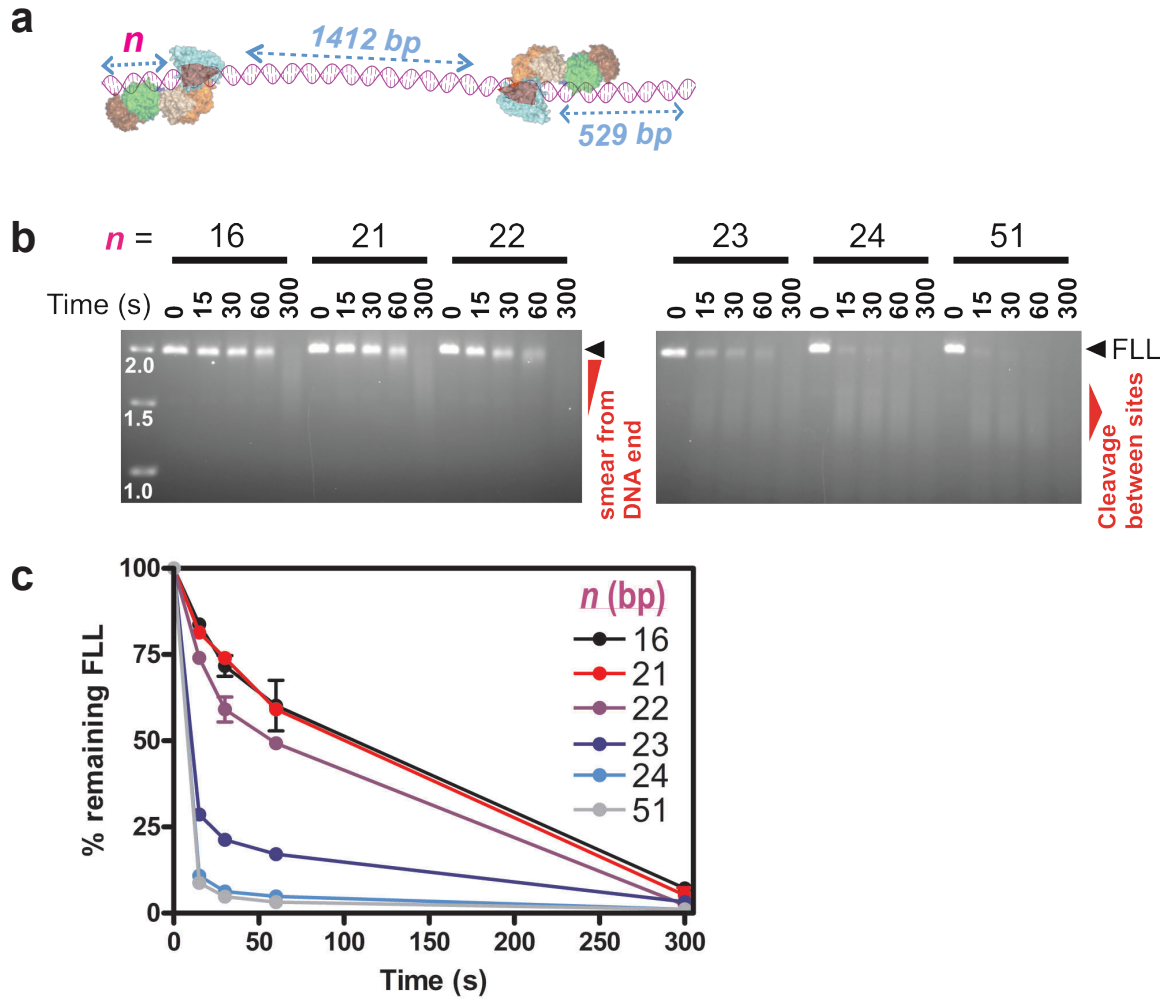 a
n
1412 bp
529 bp
b
n = 16 21 22 23 24 51
Time (s) 0 15 30 60 300 0 15 30 60 300 0 15 30 60 300 0 15 30 60 300 0 15 30 60 300 0 15 30 60 300
FLL
2.0
1.5
1.0
smear from
DNA end
Cleavage
between sites
c
% remaining FLL
100
75
50
25
0
0 50 100 150 200 250 300
Time (s)
n (bp)
16
21
22
23
24
51